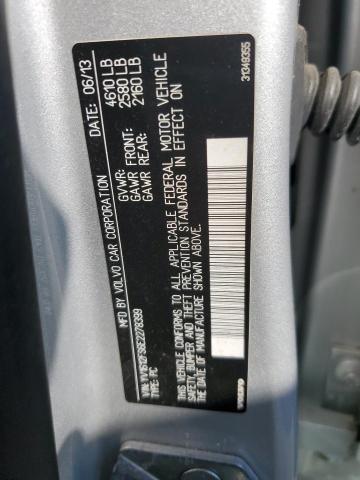 MFD BY VOLVO CAR CORPORATION DATE: 06/13
GVWR: 4610 LB
GAWR FRONT: 2580 LB
GAWR REAR: 2160 LB
VIN: YV1612FS6E2278399
TYPE: PC
THIS VEHICLE CONFORMS TO ALL APPLICABLE FEDERAL MOTOR VEHICLE
SAFETY, BUMPER AND THEFT PREVENTION STANDARDS IN EFFECT ON
THE DATE OF MANUFACTURE SHOWN ABOVE.
VOLVO 31349355